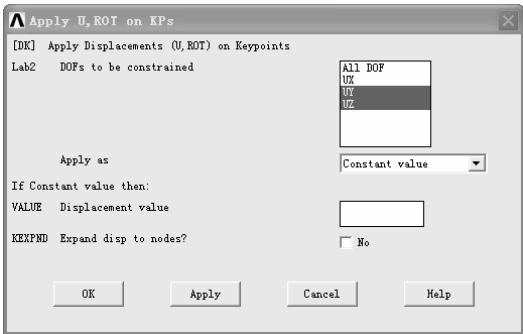 Apply U,ROT on KPs
[DK] Apply Displacements (U,ROT) on Keypoints
Lab2 DOFs to be constrained
All DOF
UX
UY
UZ
Apply as Constant value
If Constant value then:
VALUE Displacement value
KEXPND Expand disp to nodes? No
OK Apply Cancel Help